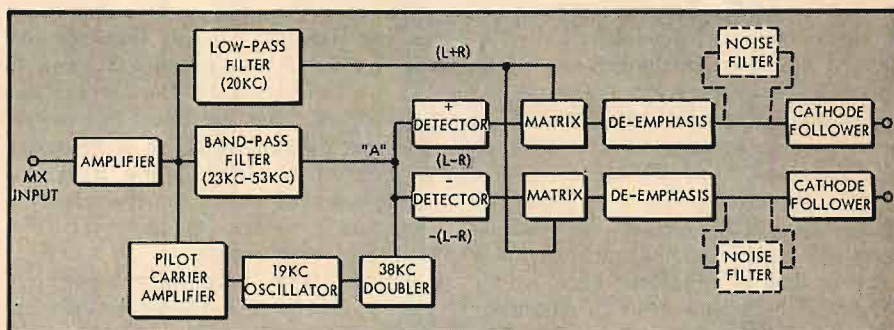 LOW-PASS
FILTER
(20KC)
(L+R)
NOISE
FILTER
+
DETECTOR
(L-R)
MATRIX
DE-EMPHASIS
CATHODE
FOLLOWER
MX
INPUT
AMPLIFIER
BAND-PASS
FILTER
(23KC-53KC)
"A"
-
DETECTOR
-(L-R)
MATRIX
DE-EMPHASIS
CATHODE
FOLLOWER
NOISE
FILTER
PILOT
CARRIER
AMPLIFIER
19KC
OSCILLATOR
38KC
DOUBLER